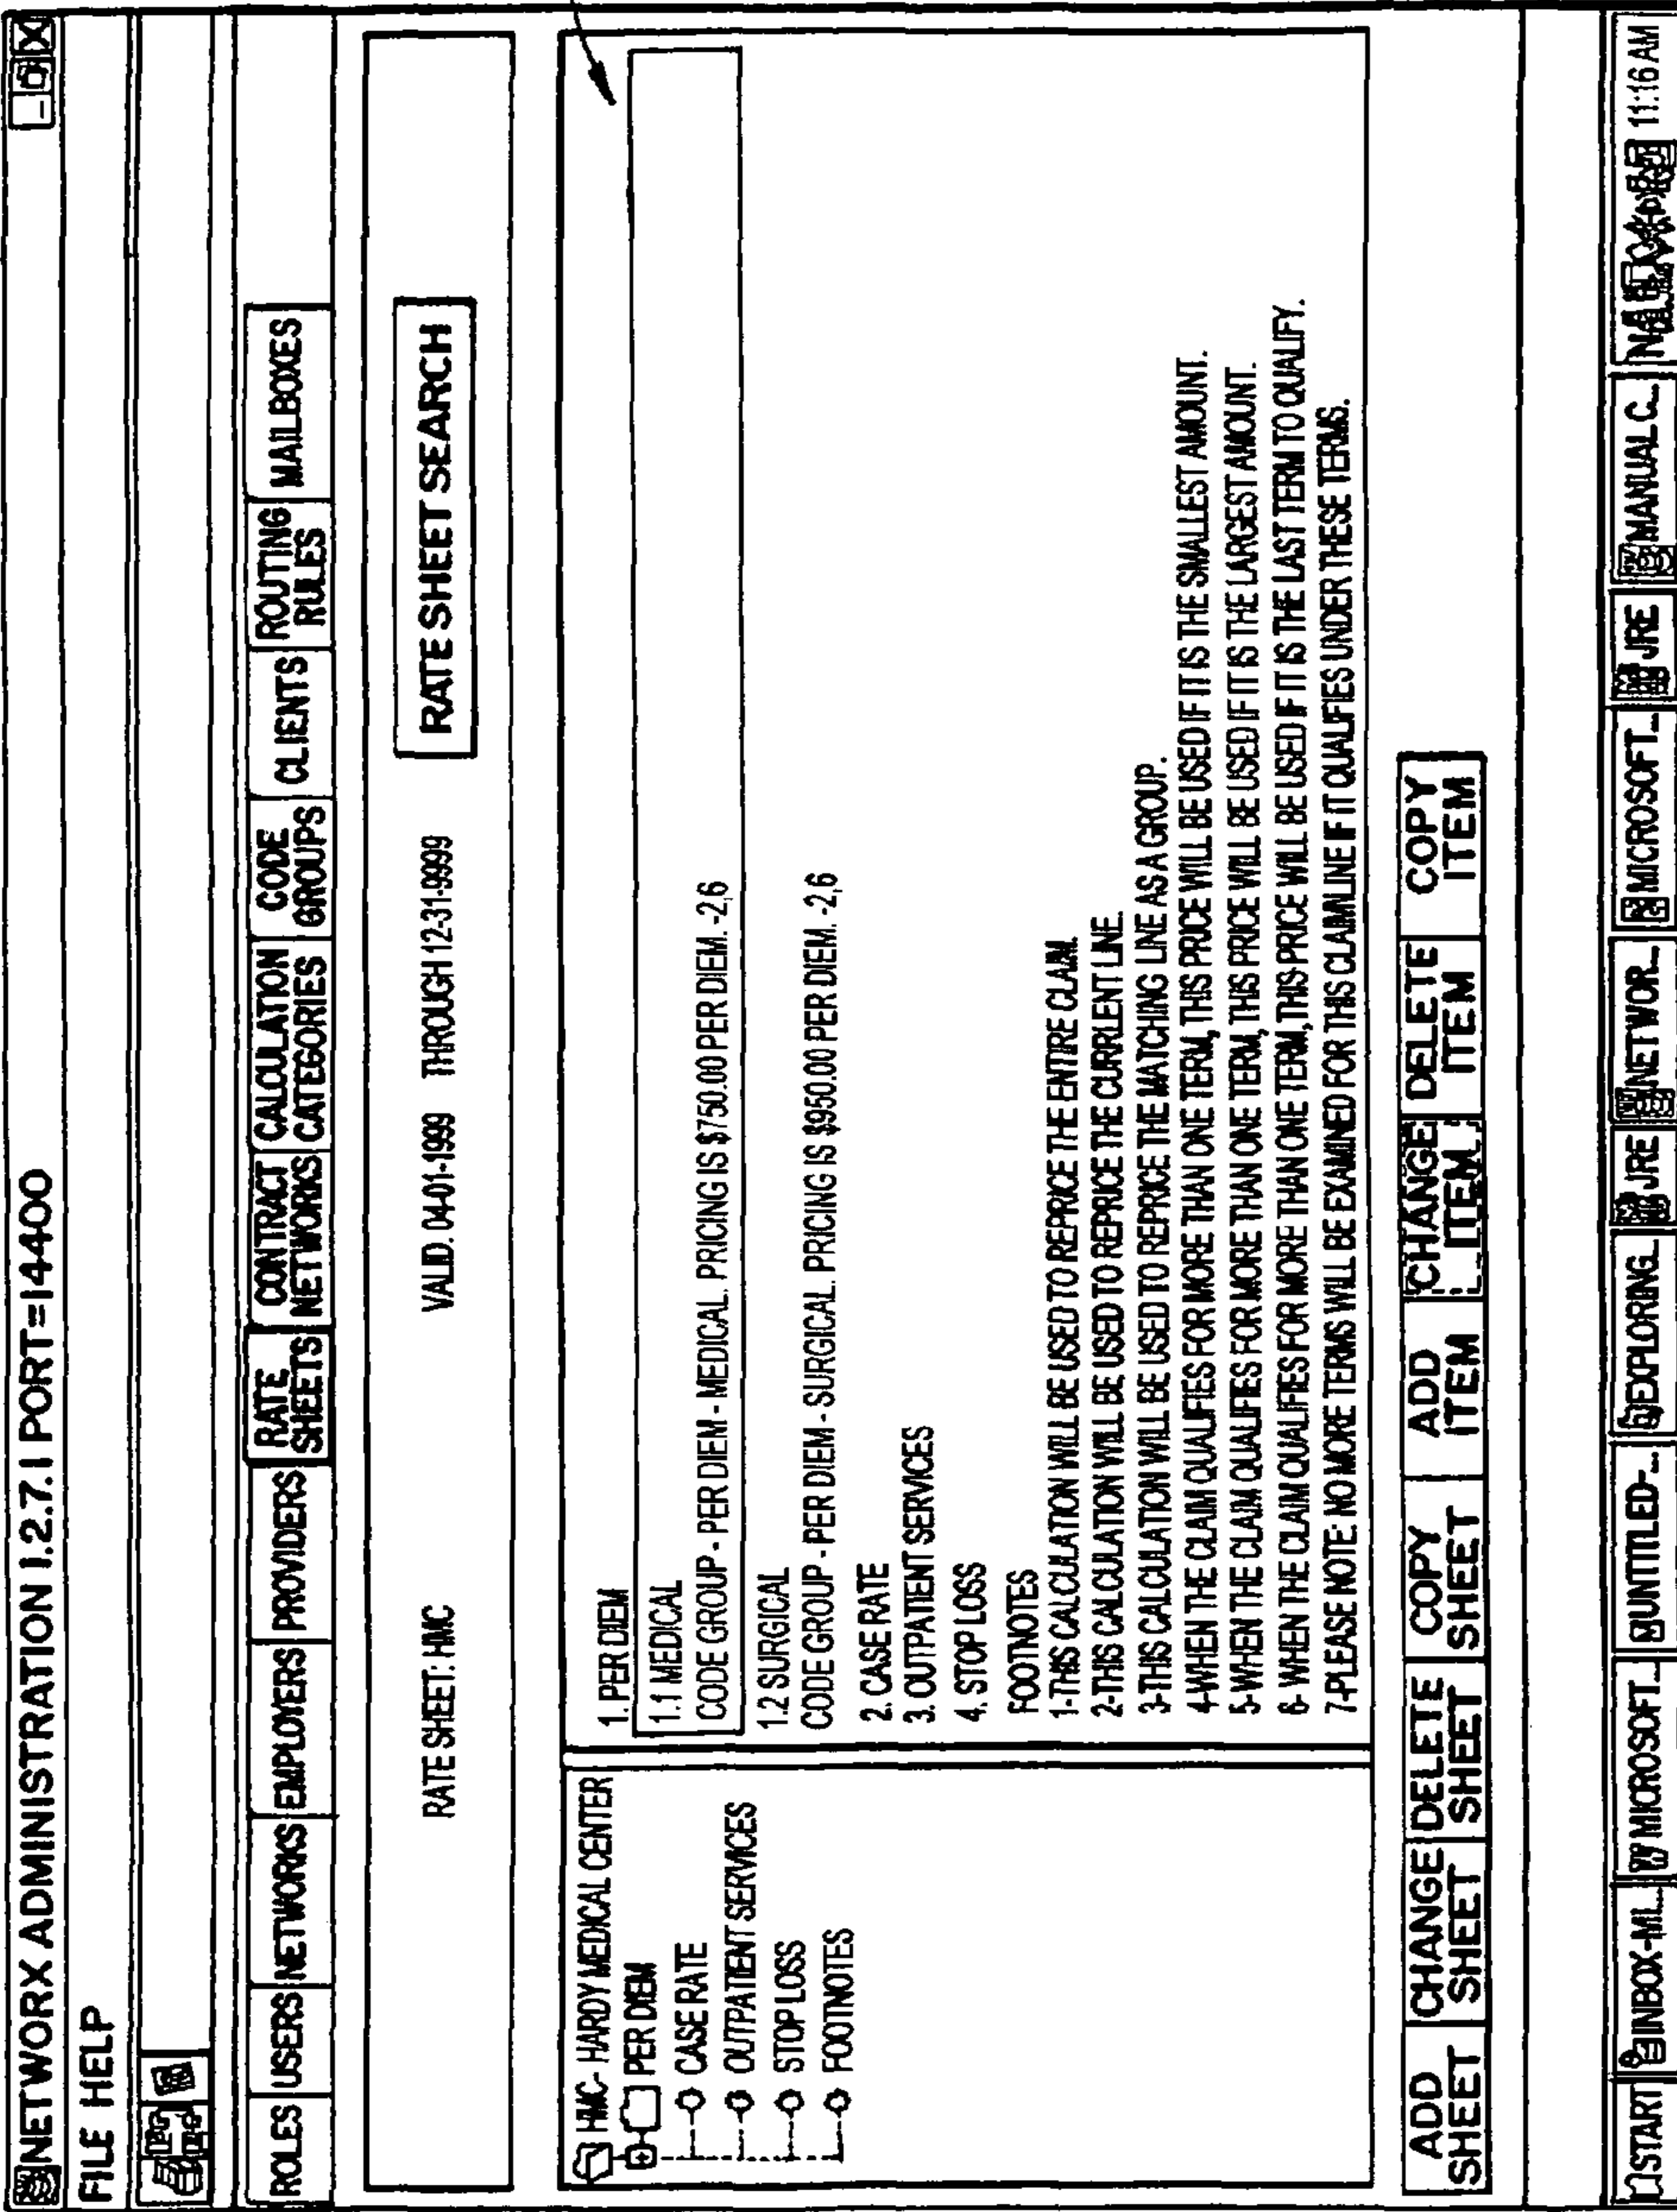 NETWORX ADMINISTRATION 1.2.7.1 PORT=14400
FILE HELP
ROLES USERS NETWORKS EMPLOYERS PROVIDERS RATE SHEETS CONTRACT NETWORKS CALCULATION CATEGORIES CODE GROUPS CLIENTS ROUTING RULES MAILBOXES
RATE SHEET: HMC VALID. 04-01-1999 THROUGH 12-31-9999 RATE SHEET SEARCH
HMC- HARDY MEDICAL CENTER
PER DIEM
CASE RATE
OUTPATIENT SERVICES
STOP LOSS
FOOTNOTES
1. PER DIEM
1.1 MEDICAL
CODE GROUP - PER DIEM - MEDICAL. PRICING IS $750.00 PER DIEM. -2,6
1.2 SURGICAL
CODE GROUP - PER DIEM - SURGICAL. PRICING IS $950.00 PER DIEM. -2,6
2. CASE RATE
3. OUTPATIENT SERVICES
4. STOP LOSS
FOOTNOTES
1-THIS CALCULATION WILL BE USED TO REPRICE THE ENTIRE CLAIM.
2-THIS CALCULATION WILL BE USED TO REPRICE THE CURRENT LINE.
3-THIS CALCULATION WILL BE USED TO REPRICE THE MATCHING LINE AS A GROUP.
4-WHEN THE CLAIM QUALIFIES FOR MORE THAN ONE TERM, THIS PRICE WILL BE USED IF IT IS THE SMALLEST AMOUNT.
5-WHEN THE CLAIM QUALIFIES FOR MORE THAN ONE TERM, THIS PRICE WILL BE USED IF IT IS THE LARGEST AMOUNT.
6- WHEN THE CLAIM QUALIFIES FOR MORE THAN ONE TERM, THIS PRICE WILL BE USED IF IT IS THE LAST TERM TO QUALIFY.
7-PLEASE NOTE: NO MORE TERMS WILL BE EXAMINED FOR THIS CLAIMLINE IF IT QUALIFIES UNDER THESE TERMS.
ADD SHEET CHANGE SHEET DELETE SHEET COPY SHEET ADD ITEM CHANGE ITEM DELETE ITEM COPY ITEM
START INBOX-MI... W MICROSOFT... UNTITLED-... EXPLORING... JRE NETWOR... MICROSOFT... JRE MANUAL C... 11:16 AM